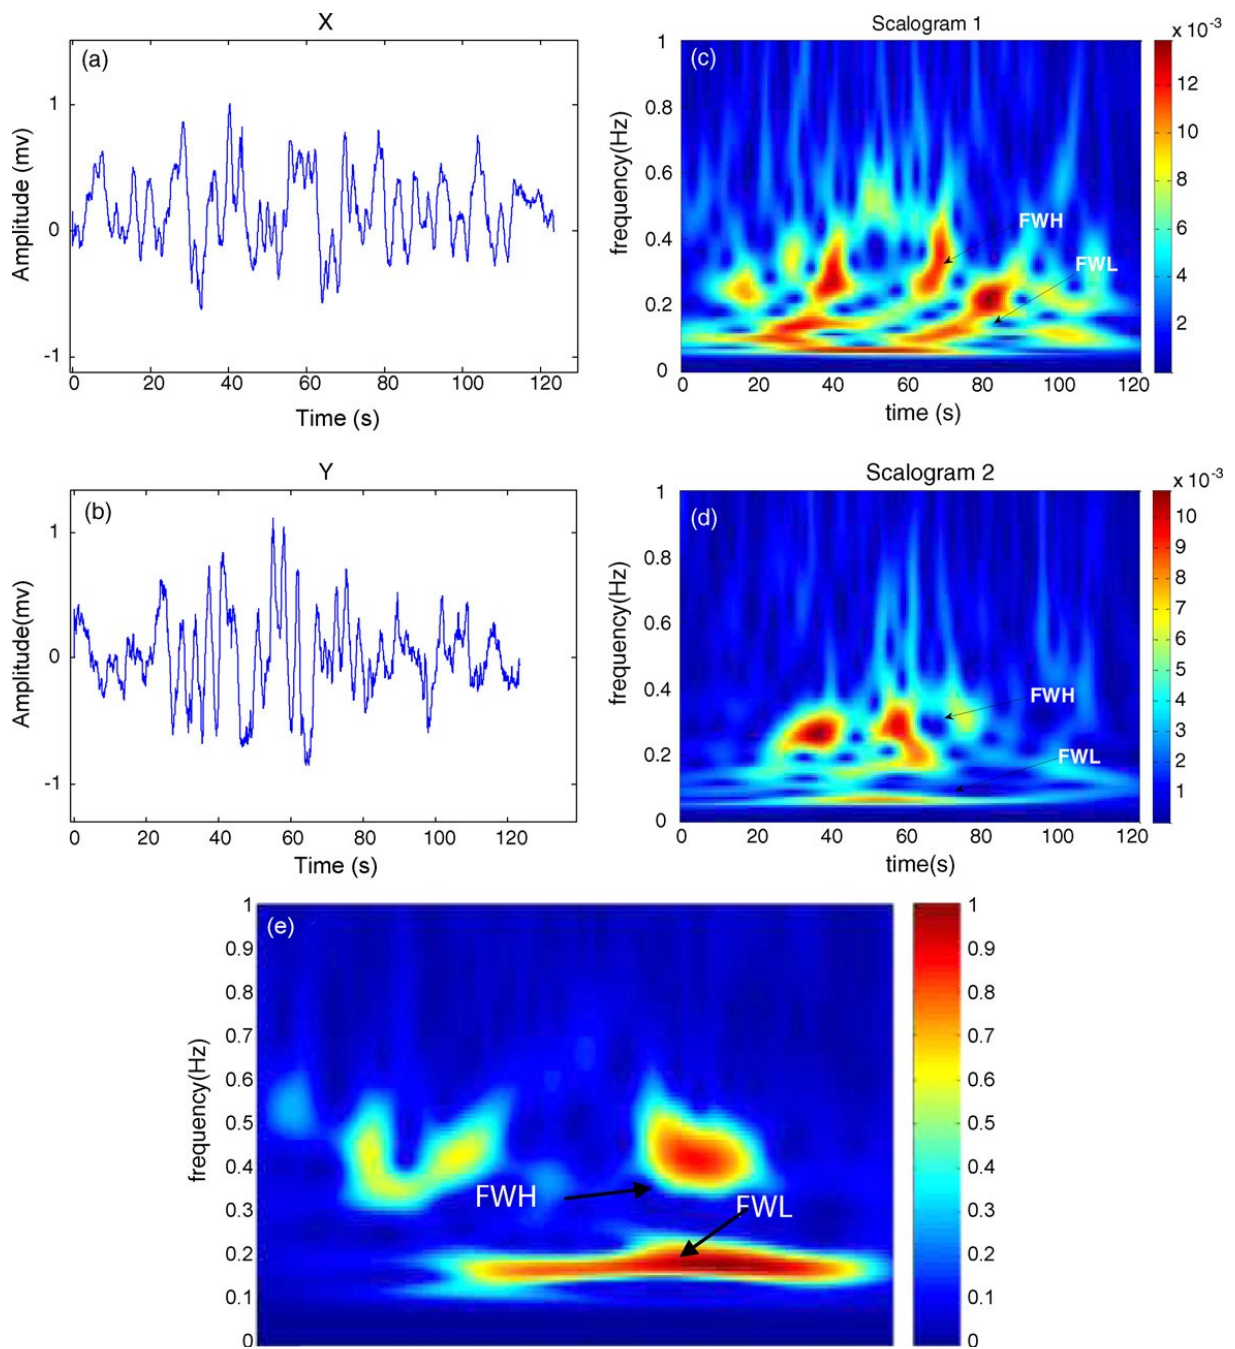 X
(a)
Amplitude (mv)
1
0
-1
0 20 40 60 80 100 120
Time (s)
Scalogram 1
(c)
x 10⁻³
frequency(Hz)
1
0.8
0.6
0.4
0.2
0
FWH
FWL
0 20 40 60 80 100 120
time (s)
12
10
8
6
4
2
Y
(b)
Amplitude(mv)
1
0
-1
0 20 40 60 80 100 120
Time (s)
Scalogram 2
(d)
x 10⁻³
frequency(Hz)
1
0.8
0.6
0.4
0.2
0
FWH
FWL
0 20 40 60 80 100 120
time(s)
10
9
8
7
6
5
4
3
2
1
(e)
frequency(Hz)
1
0.9
0.8
0.7
0.6
0.5
0.4
0.3
0.2
0.1
0
FWH
FWL
1
0.9
0.8
0.7
0.6
0.5
0.4
0.3
0.2
0.1
0